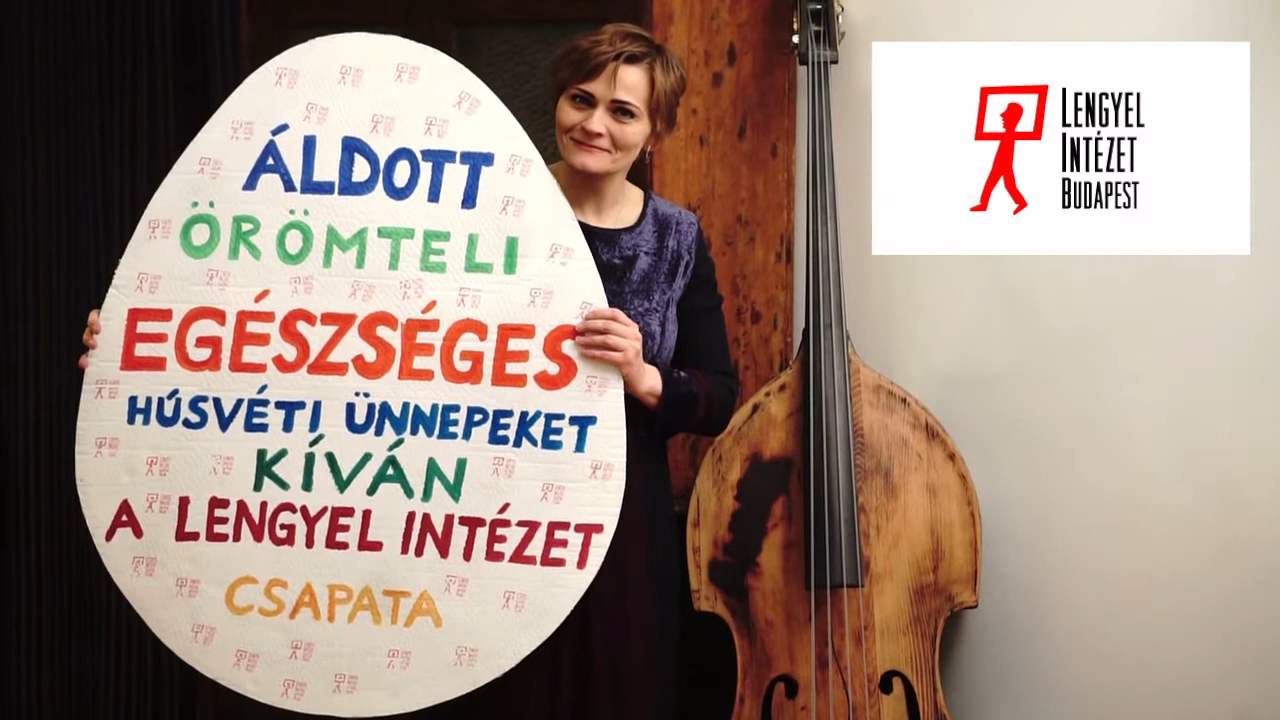 ÁLDOTT
ÖRÖMTELI
EGÉSZSÉGES
HÚSVÉTI ÜNNEPEKET
KÍVÁN
A LENGYEL INTÉZET
CSAPATA
LENGYEL
INTÉZET
BUDAPEST